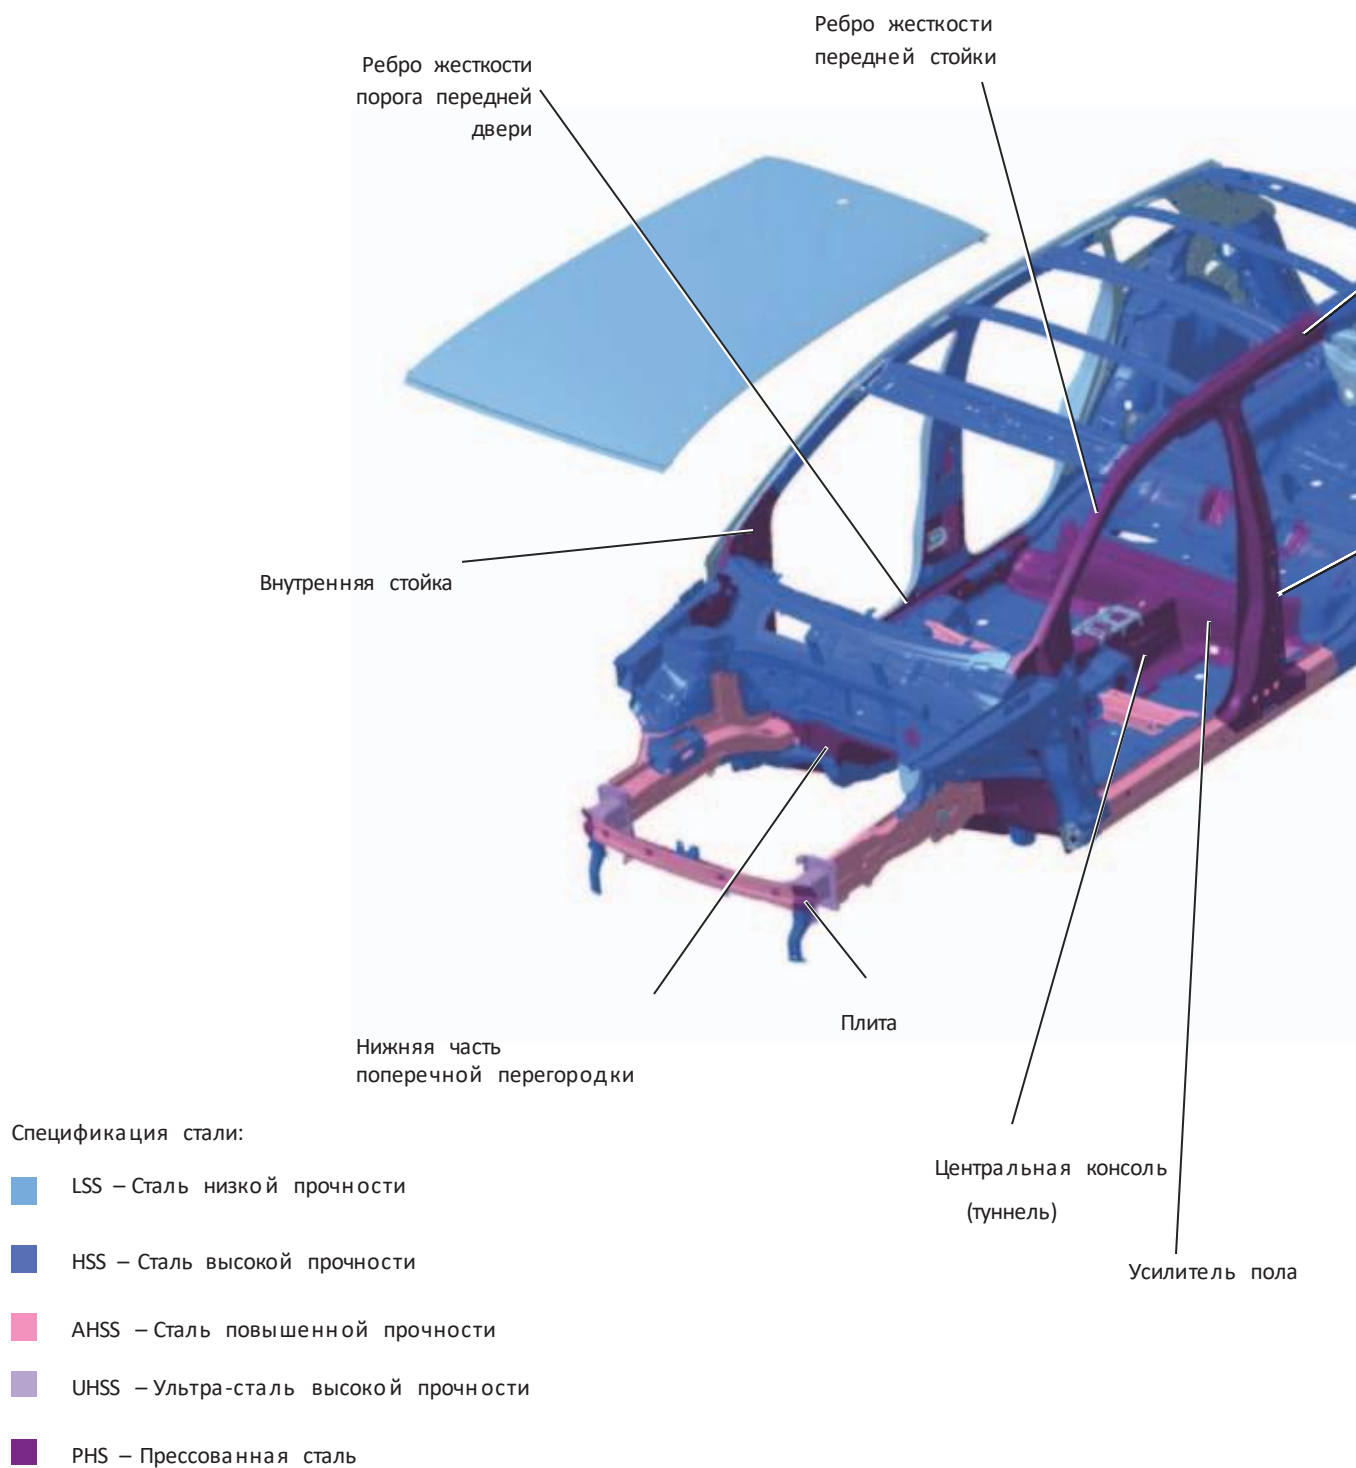 Ребро жесткости
передней стойки
Ребро жесткости
порога передней
двери
Внутренняя стойка
Плита
Нижняя часть
поперечной перегородки
Центральная консоль
(туннель)
Усилитель пола
Спецификация стали:
LSS – Сталь низкой прочности
HSS – Сталь высокой прочности
AHSS – Сталь повышенной прочности
UHSS – Ультра-сталь высокой прочности
PHS – Прессованная сталь